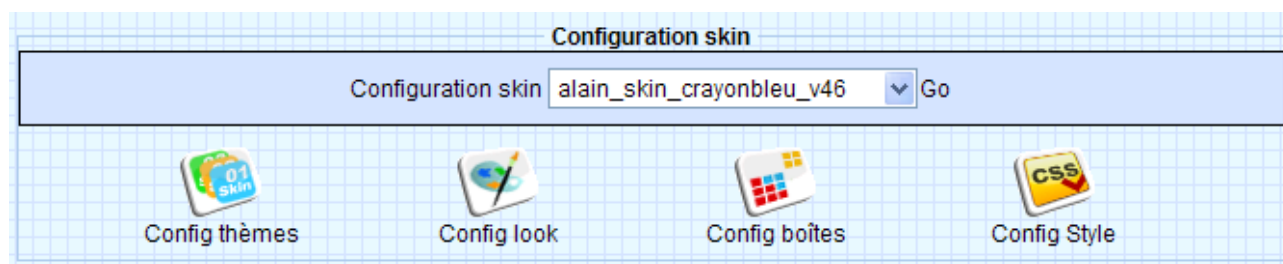 Configuration skin
Configuration skin alain_skin_crayonbleu_v46 Go
01
Skin
CSS
Config thèmes Config look Config boîtes Config Style